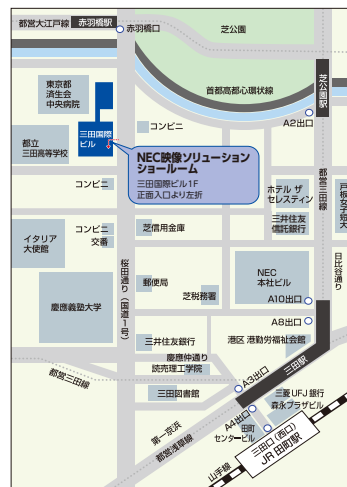 都営大江戸線
赤羽橋駅
赤羽橋口
芝公園
東京都
済生会
中央病院
首都高都心環状線
芝公園駅
三田国際
ビル
コンビニ
A2出口
都立
三田高等学校
NEC映像ソリューション
ショールーム
三田国際ビル1F
正面入口より左折
都営三田線
コンビニ
ホテル ザ
セレスティン
戸板女子短大
コンビニ
交番
芝信用金庫
三井住友
信託銀行
イタリア
大使館
桜田通り（国道1号）
日比谷通り
郵便局
NEC
本社ビル
慶應義塾大学
芝税務署
A10出口
A8出口
三井住友銀行
港区 港勤労福祉会館
慶應仲通り
読売理工学院
三田駅
都営三田線
A3出口
三田図書館
三菱UFJ銀行
森永プラザビル
A4出口
第一京浜
都営浅草線
田町
センタービル
三田口（西口）
JR 田町駅
山手線